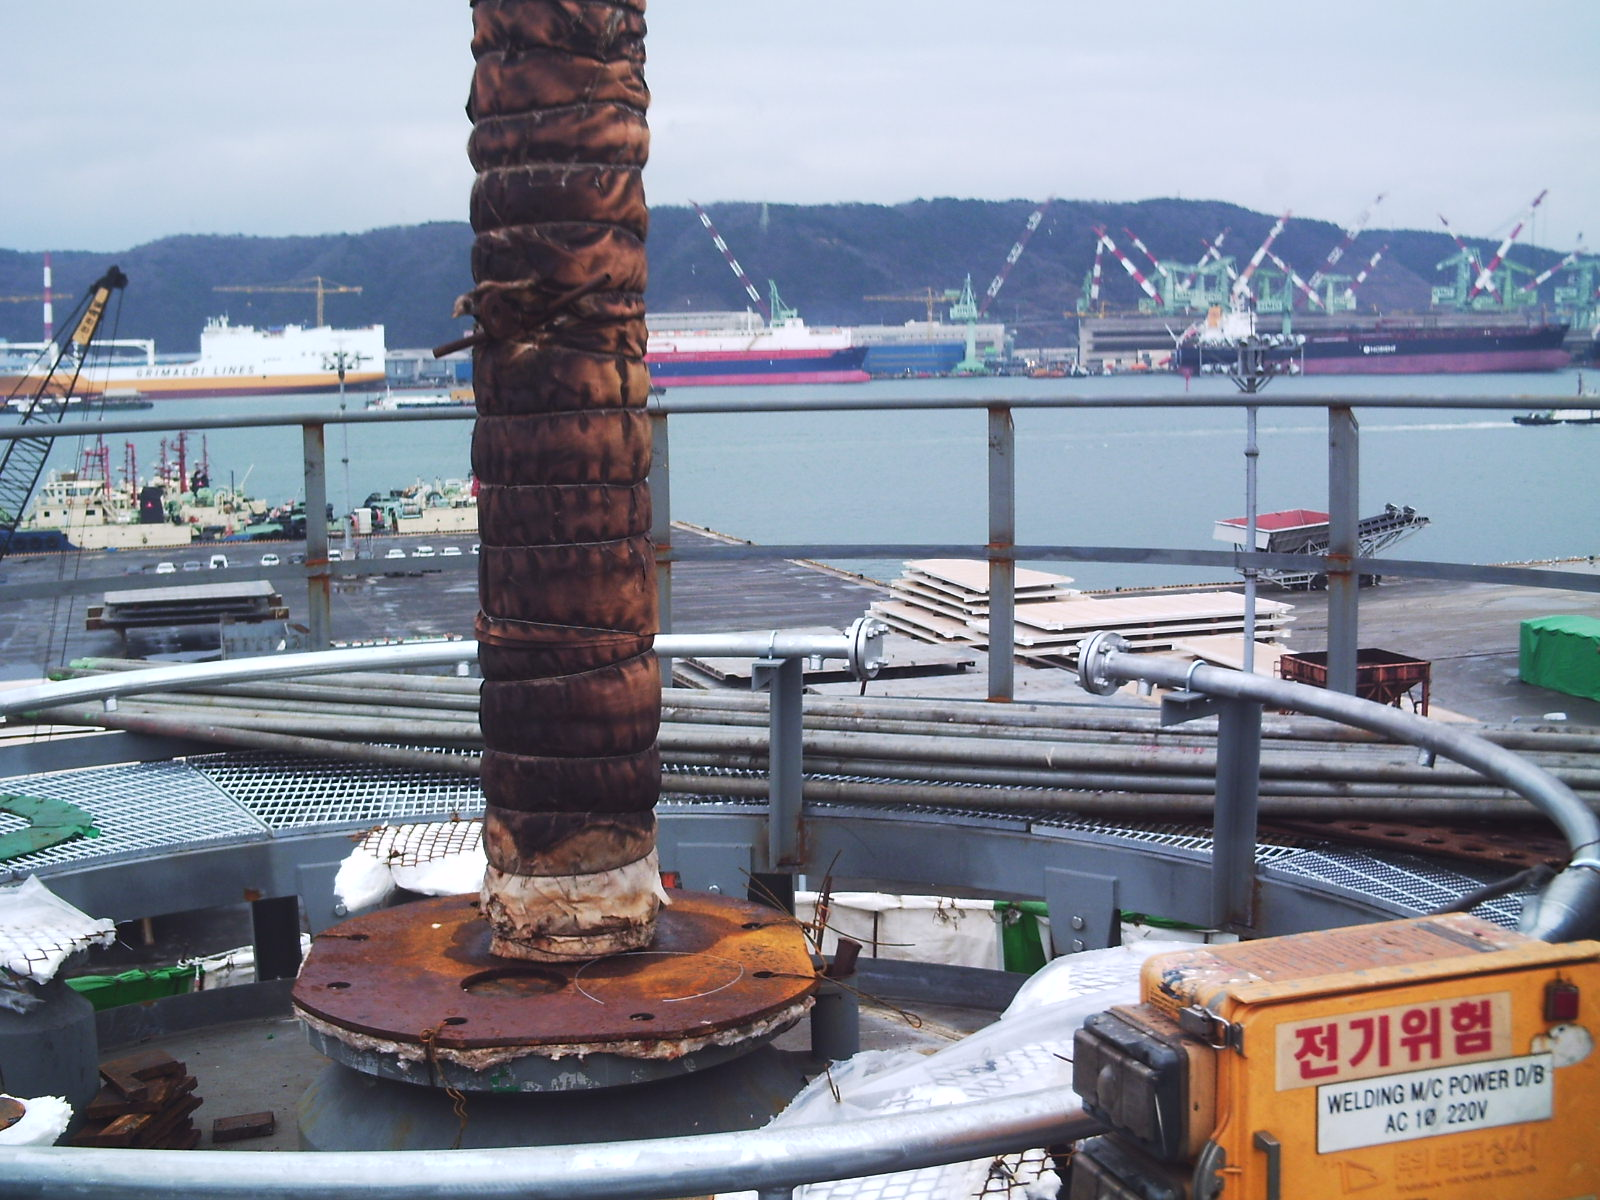 GRIMALDI LINES
전기위험
WELDING M/C POWER D/B
AC 1Ø 220V